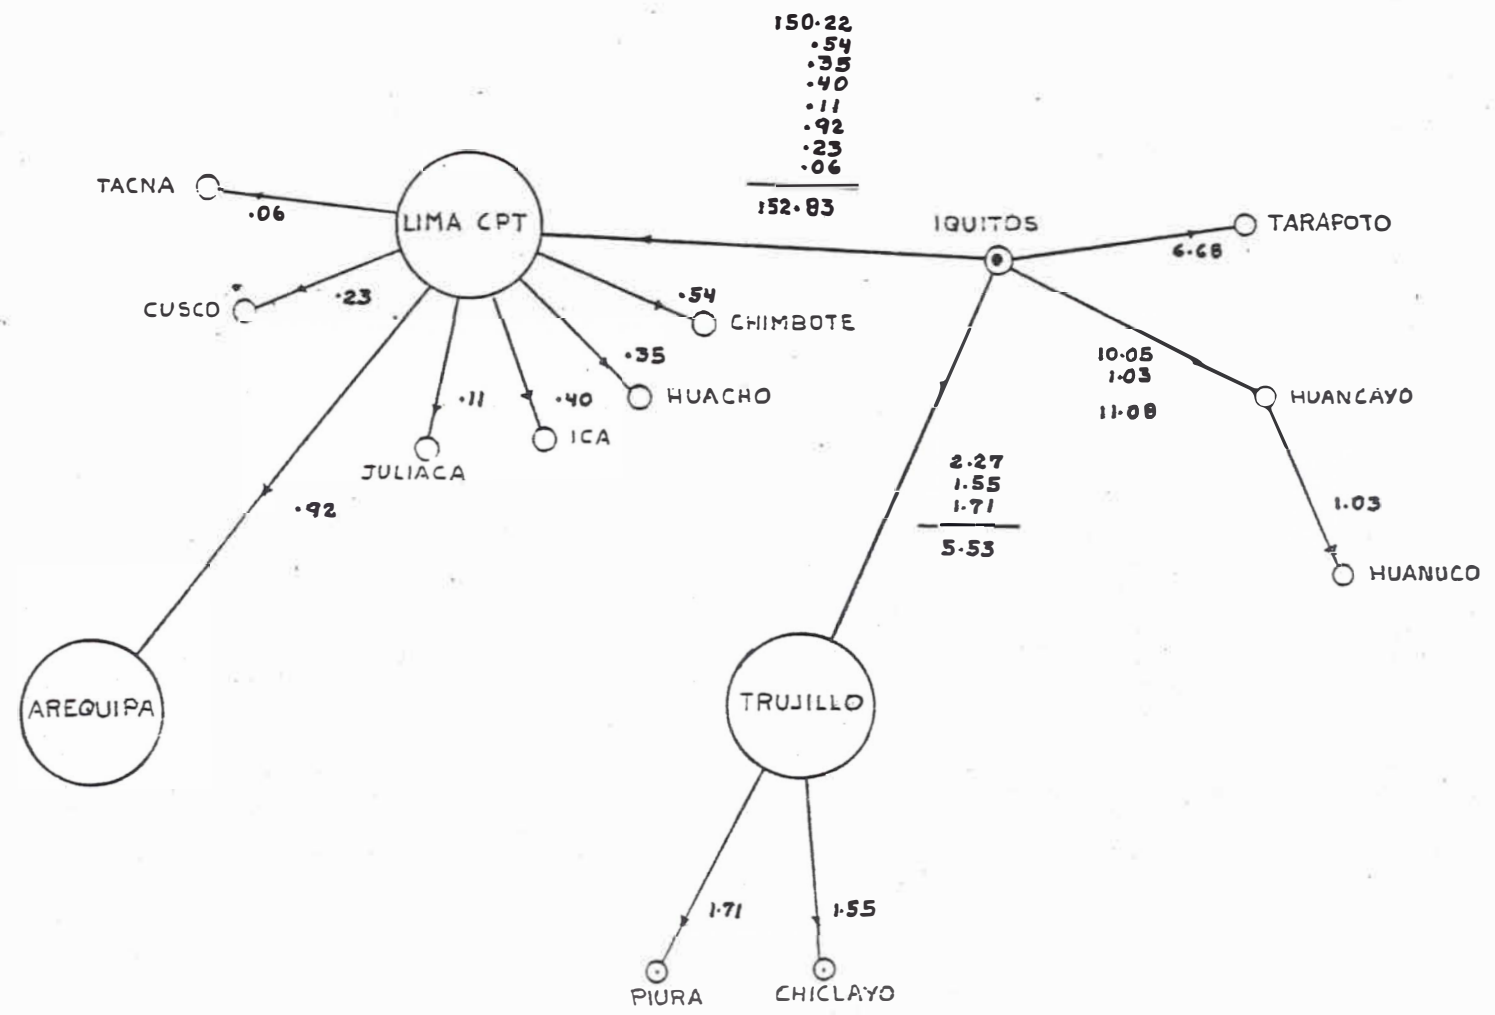 150.22
.54
.35
.40
.11
.92
.23
.06
152.83
TACNA
.06
LIMA CPT
IQUITOS
TARAPOTO
6.68
CUSCO
.23
.54
CHIMBOTE
.35
HUACHO
10.05
1.03
11.08
HUANCAYO
.11
.40
ICA
JULIACA
.92
2.27
1.55
1.71
5.53
1.03
HUANUCO
AREQUIPA
TRUJILLO
1.71
1.55
PIURA
CHICLAYO